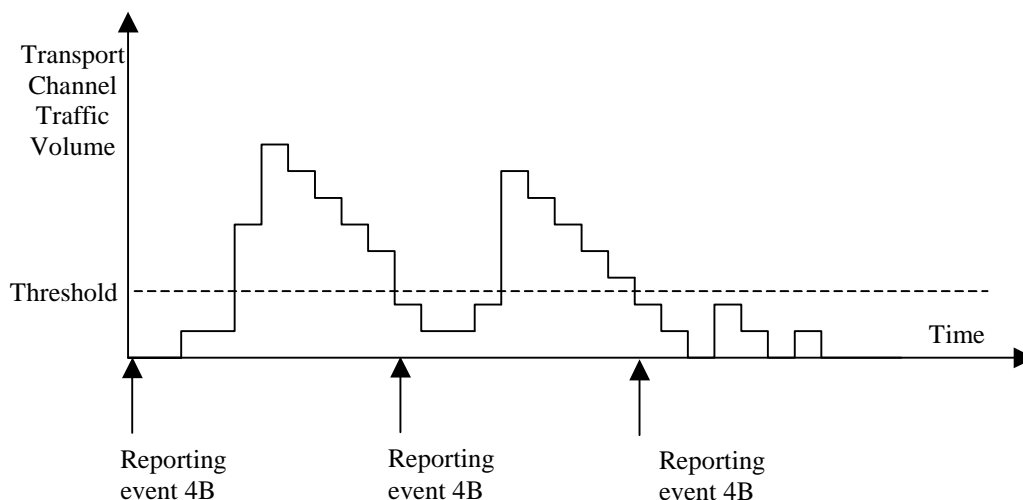 Transport
Channel
Traffic
Volume
Threshold
Time
Reporting
event 4B
Reporting
event 4B
Reporting
event 4B